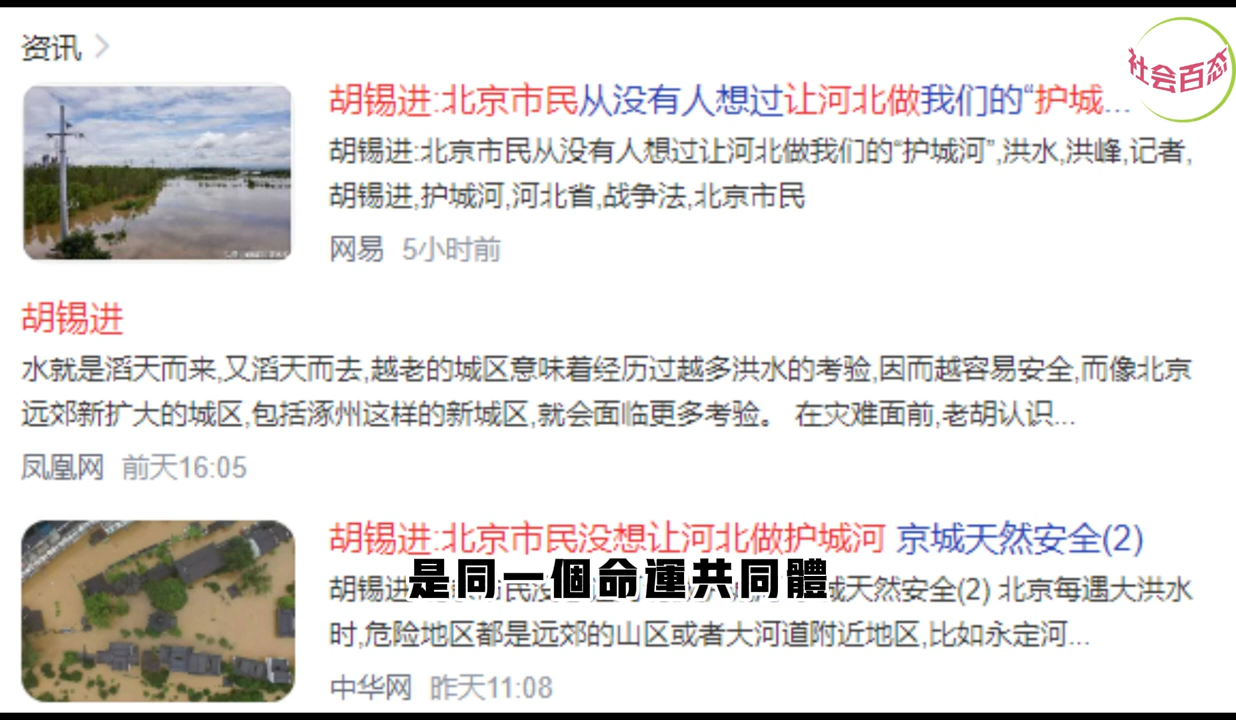 资讯
社会百态
胡锡进:北京市民从没有人想过让河北做我们的“护城...
胡锡进:北京市民从没有人想过让河北做我们的“护城河”,洪水,洪峰,记者,
胡锡进,护城河,河北省,战争法,北京市民
网易 5小时前
胡锡进
水就是滔天而来,又滔天而去,越老的城区意味着经历过越多洪水的考验,因而越容易安全,而像北京
远郊新扩大的城区,包括涿州这样的新城区,就会面临更多考验。 在灾难面前,老胡认识...
凤凰网 前天16:05
胡锡进:北京市民没想让河北做护城河 京城天然安全(2)
是同一個命運共同體
胡锡进 城天然安全(2) 北京每遇大洪水
时,危险地区都是远郊的山区或者大河道附近地区,比如永定河...
中华网 昨天11:08